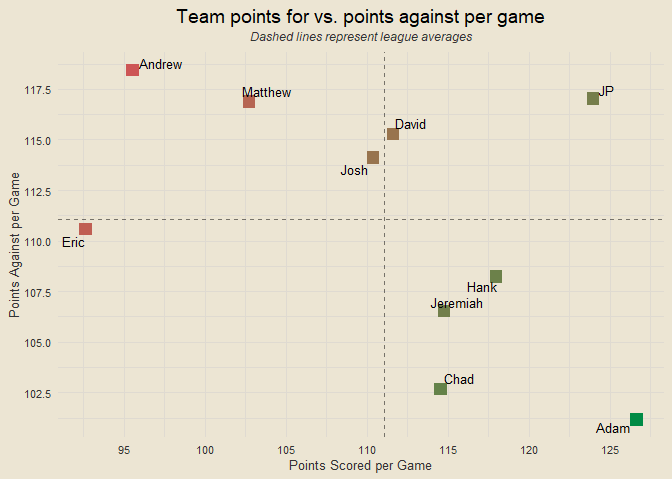 Team points for vs. points against per game
Dashed lines represent league averages
Andrew
Matthew
JP
David
Josh
Eric
Hank
Jeremiah
Chad
Adam
117.5
115.0
112.5
110.0
107.5
105.0
102.5
Points Against per Game
95
100
105
110
115
120
125
Points Scored per Game